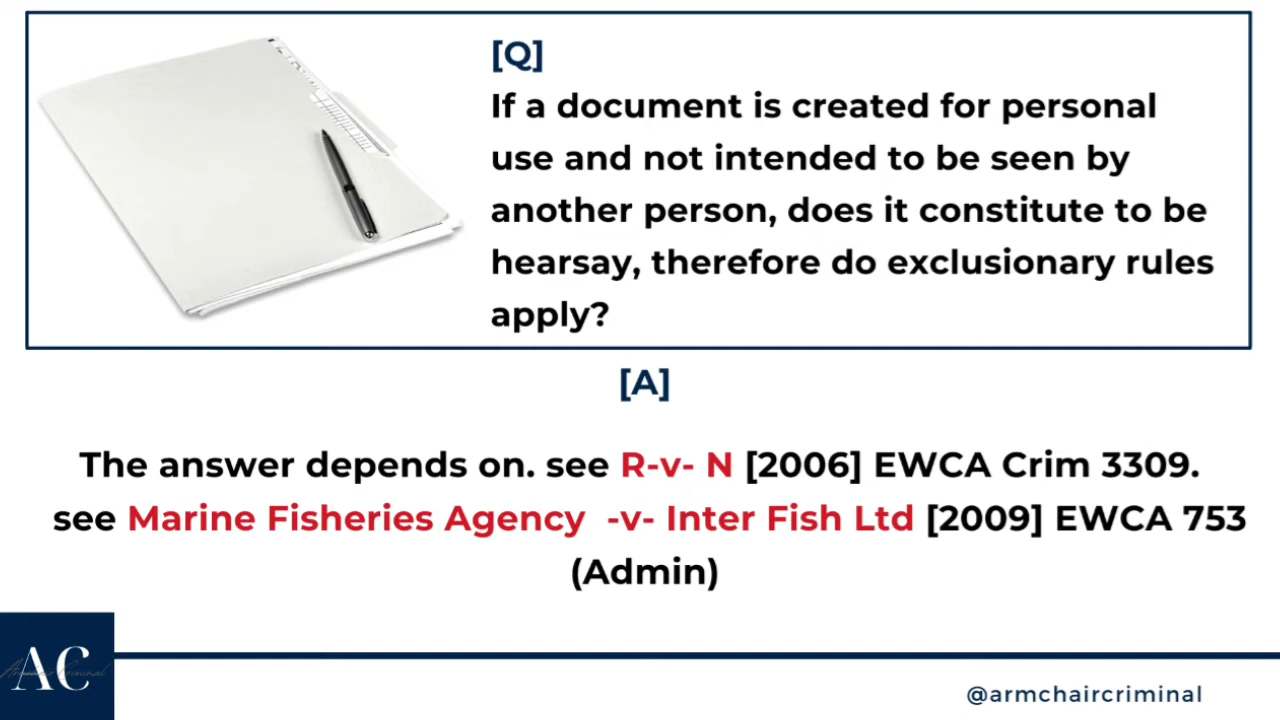 [Q]
If a document is created for personal
use and not intended to be seen by
another person, does it constitute to be
hearsay, therefore do exclusionary rules
apply?
[A]
The answer depends on. see R-v- N [2006] EWCA Crim 3309.
see Marine Fisheries Agency -v- Inter Fish Ltd [2009] EWCA 753
(Admin)
AC
Armchair Criminal
@armchaircriminal